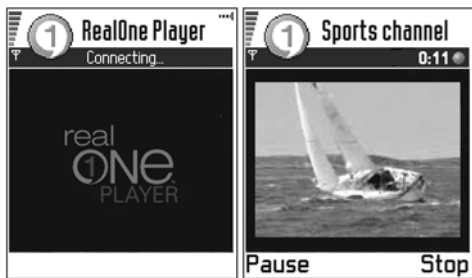 RealOne Player
Connecting...
real
ONE
PLAYER
Sports channel
0:11
Pause
Stop